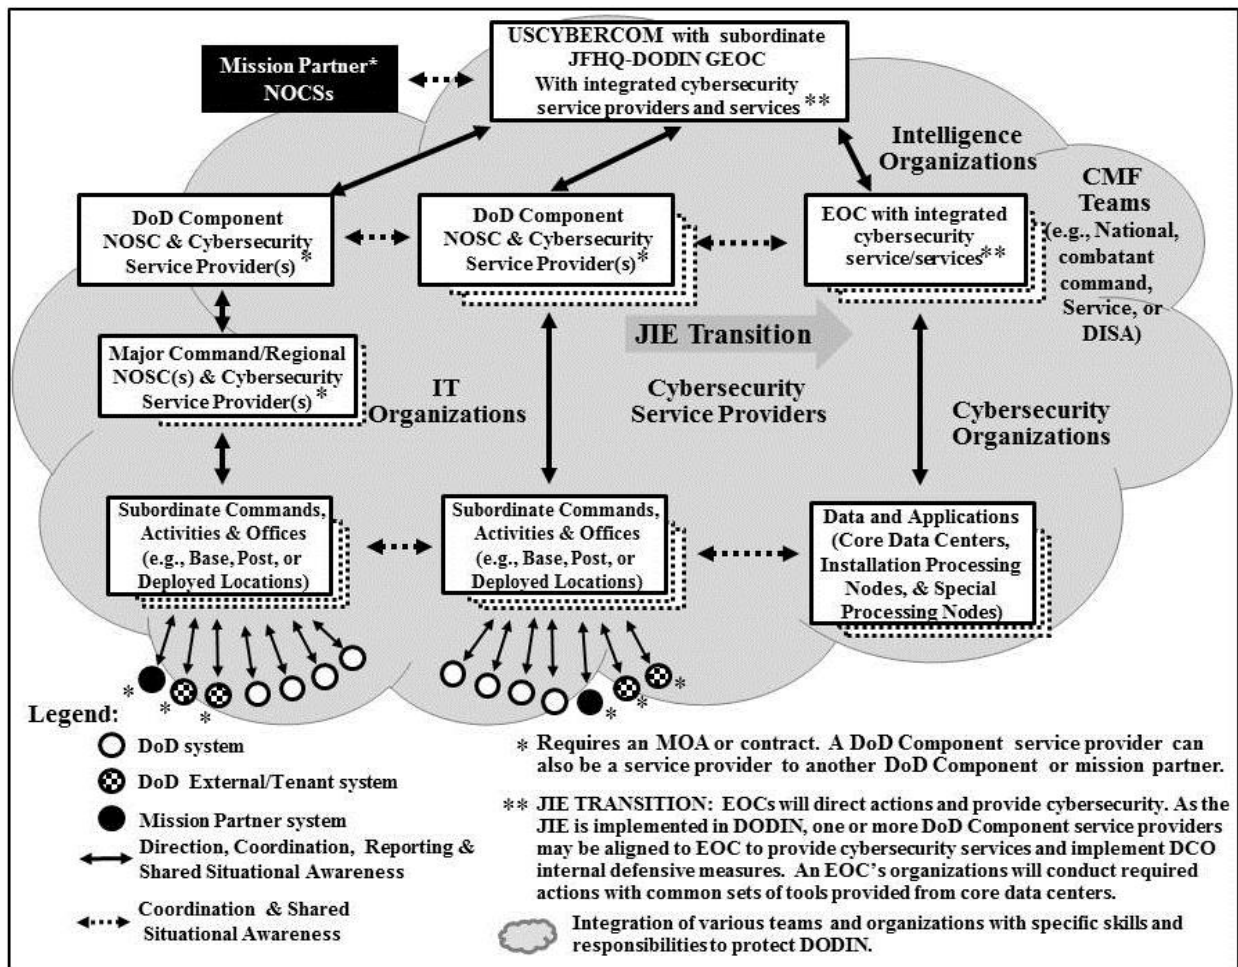 USCYBERCOM with subordinate
JFHQ-DODIN GEOC
With integrated cybersecurity
service providers and services **
Mission Partner*
NOCSs
Intelligence
Organizations
CMF
Teams
(e.g., National,
combatant
command,
Service, or
DISA)
DoD Component
NOSC & Cybersecurity
Service Provider(s) *
DoD Component
NOSC & Cybersecurity
Service Provider(s) *
EOC with integrated
cybersecurity
service/services**
JIE Transition
Major Command/Regional
NOSC(s) & Cybersecurity
Service Provider(s) *
IT
Organizations
Cybersecurity
Service Providers
Cybersecurity
Organizations
Subordinate Commands,
Activities & Offices
(e.g., Base, Post, or
Deployed Locations)
Subordinate Commands,
Activities & Offices
(e.g., Base, Post, or
Deployed Locations)
Data and Applications
(Core Data Centers,
Installation Processing
Nodes, & Special
Processing Nodes)
*
*
*
*
*
*
Legend:
DoD system
DoD External/Tenant system
Mission Partner system
Direction, Coordination, Reporting &
Shared Situational Awareness
Coordination & Shared
Situational Awareness
* Requires an MOA or contract. A DoD Component service provider can
also be a service provider to another DoD Component or mission partner.
** JIE TRANSITION: EOCs will direct actions and provide cybersecurity. As the
JIE is implemented in DODIN, one or more DoD Component service providers
may be aligned to EOC to provide cybersecurity services and implement DCO
internal defensive measures. An EOC's organizations will conduct required
actions with common sets of tools provided from core data centers.
Integration of various teams and organizations with specific skills and
responsibilities to protect DODIN.